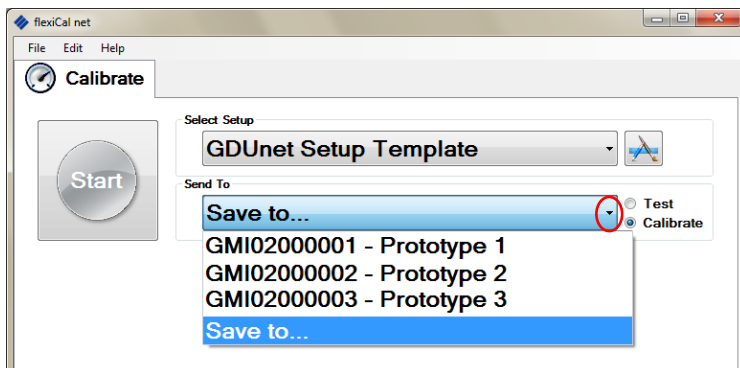 flexiCal net
File Edit Help
Calibrate
Select Setup
Start
GDUnet Setup Template
Send To
Save to...
Test
Calibrate
GMI02000001 - Prototype 1
GMI02000002 - Prototype 2
GMI02000003 - Prototype 3
Save to...